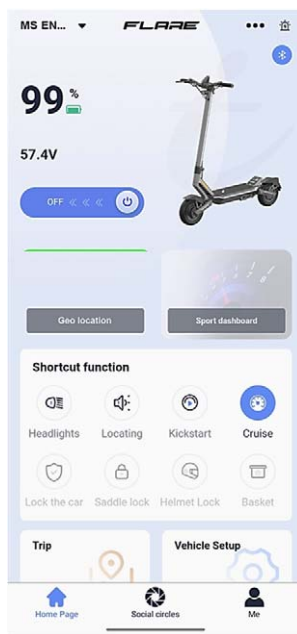 MS EN...
FLARE
99%
57.4V
OFF
Geo location
Sport dashboard
Shortcut function
Headlights Locating Kickstart Cruise
Lock the car Saddle lock Helmet Lock Basket
Trip Vehicle Setup
Home Page Social circles Me